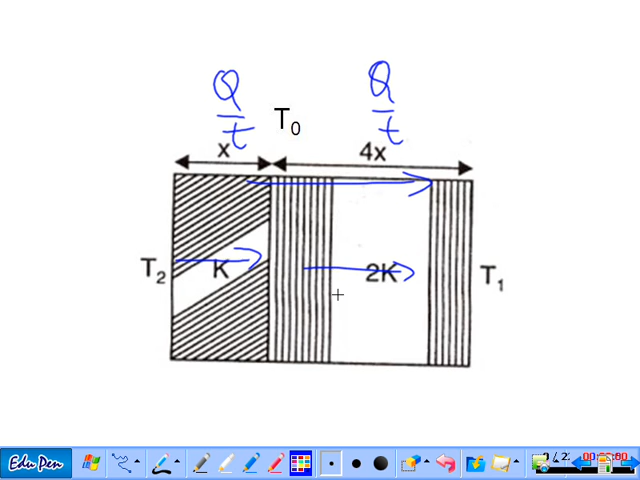 Q/t Q/t
T₀
x 4x
T₂ K 2K T₁
Edu Pen